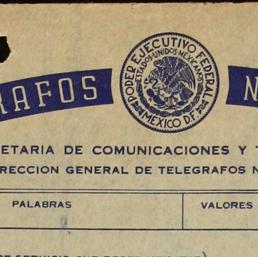 PODER EJECUTIVO FEDERAL
ESTADOS UNIDOS MEXICANOS
MEXICO D.F.
RAFOS N
ETARIA DE COMUNICACIONES Y T
RECCION GENERAL DE TELEGRAFOS N
PALABRAS VALORES